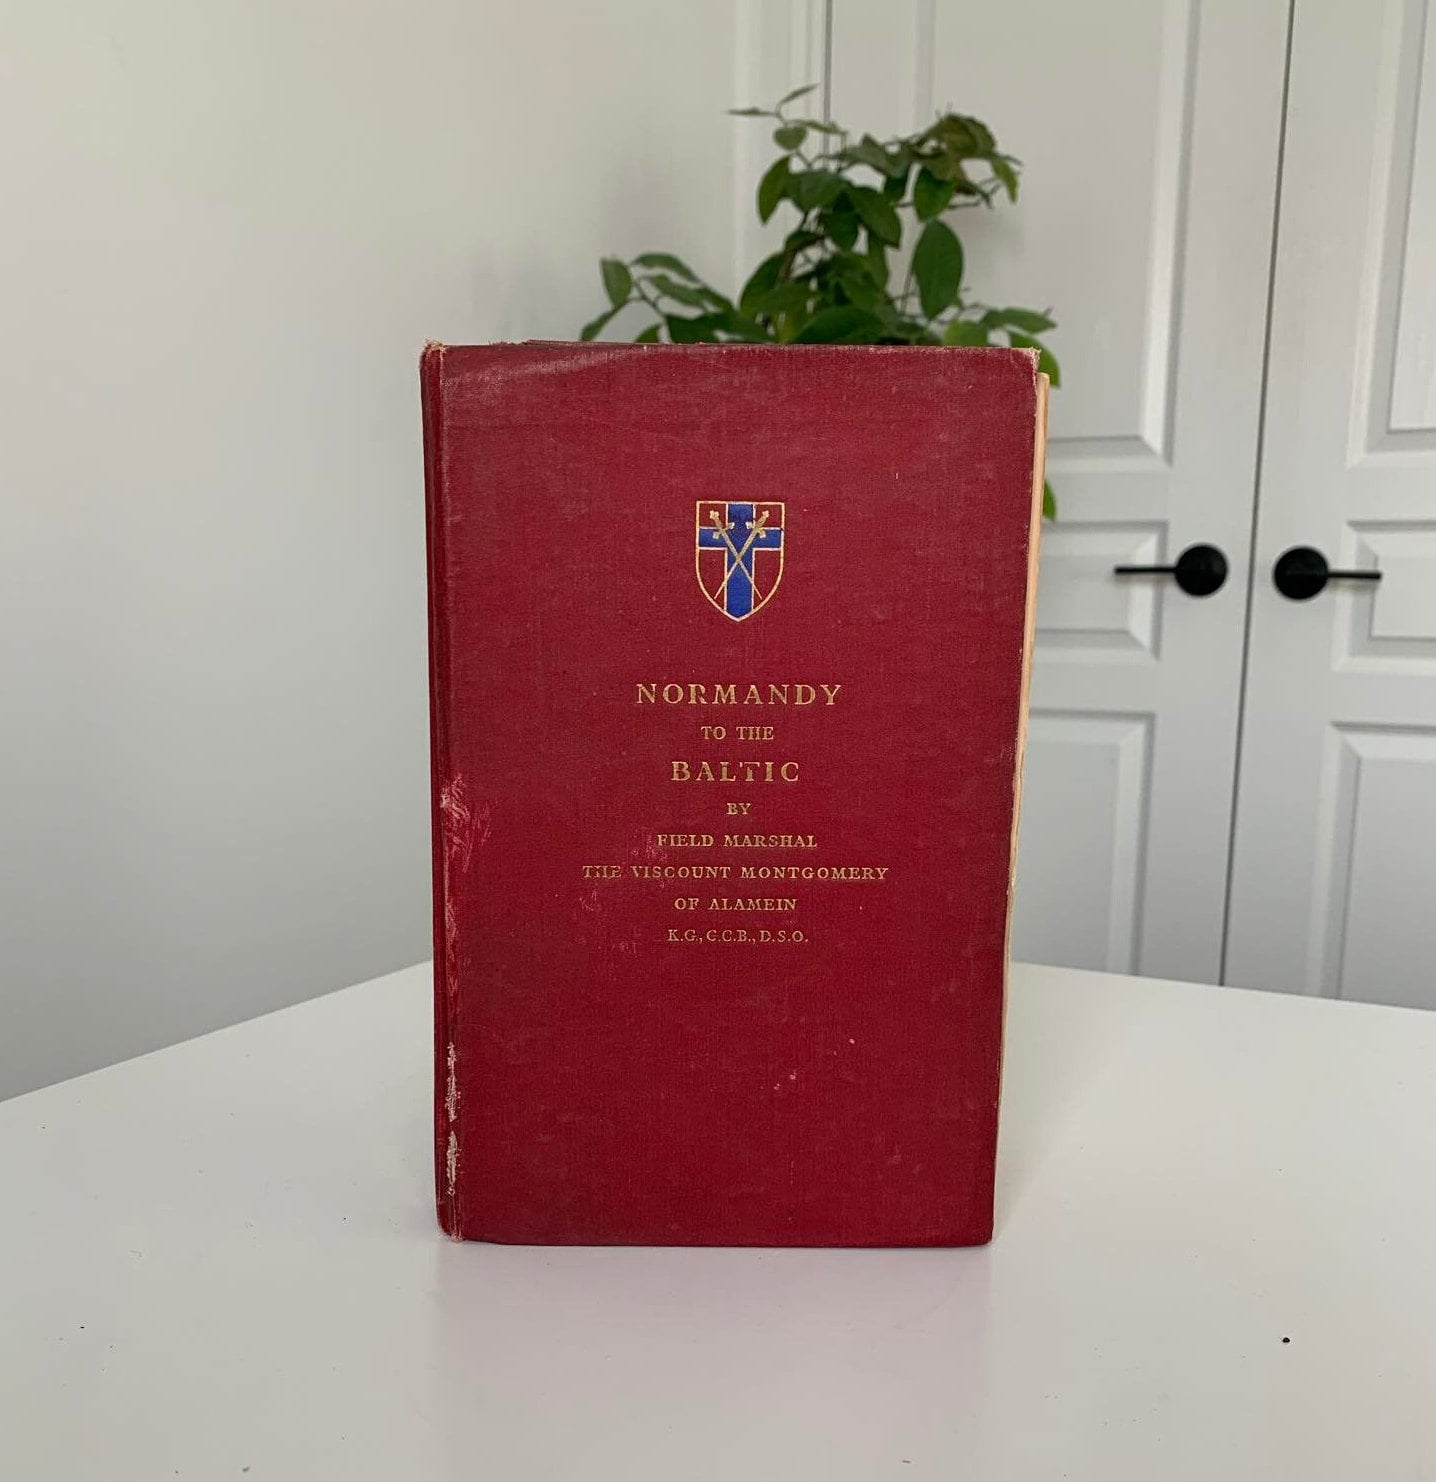 NORMANDY
TO THE
BALTIC
BY
FIELD MARSHAL
THE VISCOUNT MONTGOMERY
OF ALAMEIN
K.G., G.C.B., D.S.O.